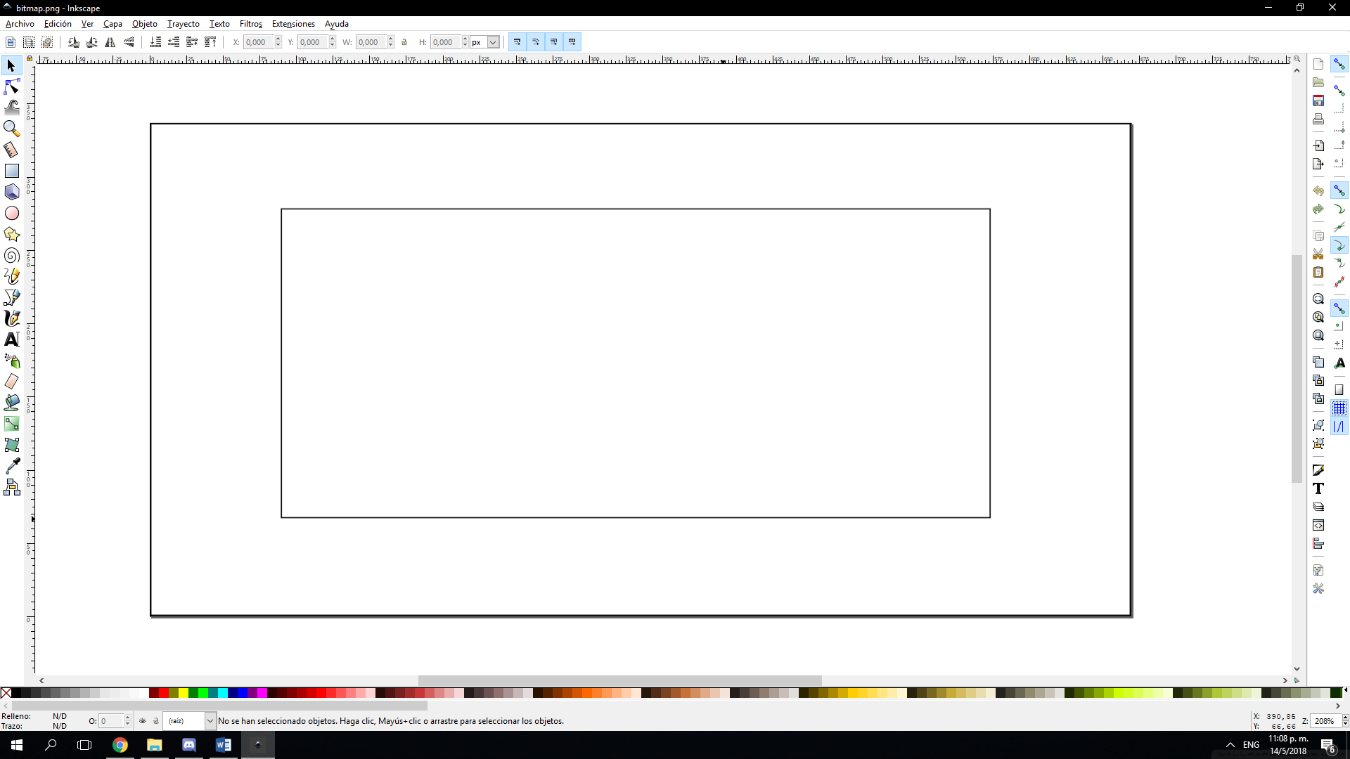 bitmap.png - Inkscape
Archivo Edición Ver Capa Objeto Trayecto Texto Filtros Extensiones Ayuda
X: 0,000 Y: 0,000 W: 0,000 H: 0,000 px
Relleno: N/D
Trazo: N/D
O: 0
(raíz)
No se han seleccionado objetos. Haga clic, Mayús+clic o arrastre para seleccionar los objetos.
X: 890,85
Y: 66,66
Z: 208%
ENG
11:08 p. m.
14/5/2018
6